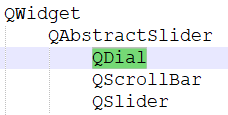 QWidget
QAbstractSlider
QDial
QScrollBar
QSlider